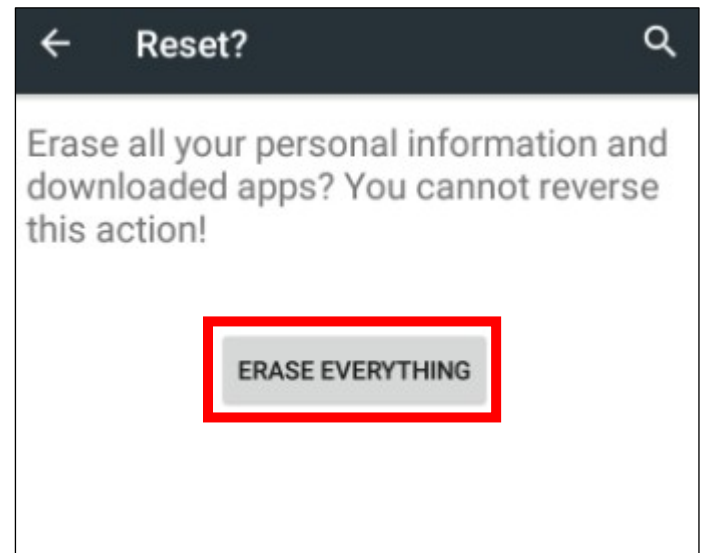 Reset?
Erase all your personal information and
downloaded apps? You cannot reverse
this action!
ERASE EVERYTHING